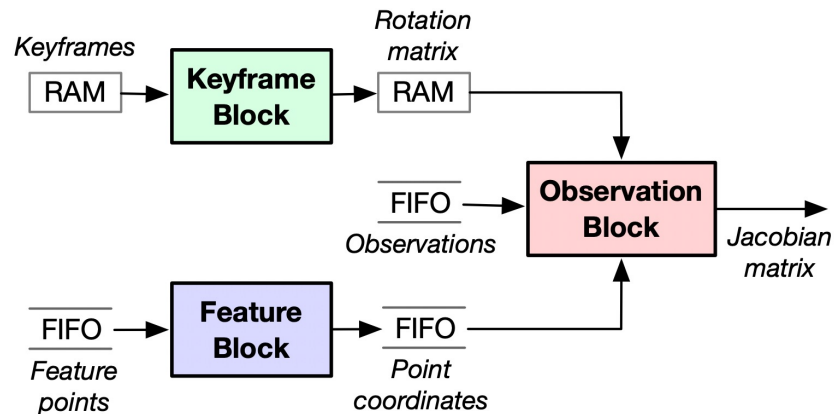 Keyframes
RAM
Keyframe
Block
Rotation
matrix
RAM
FIFO
Observations
Observation
Block
Jacobian
matrix
FIFO
Feature
points
Feature
Block
FIFO
Point
coordinates